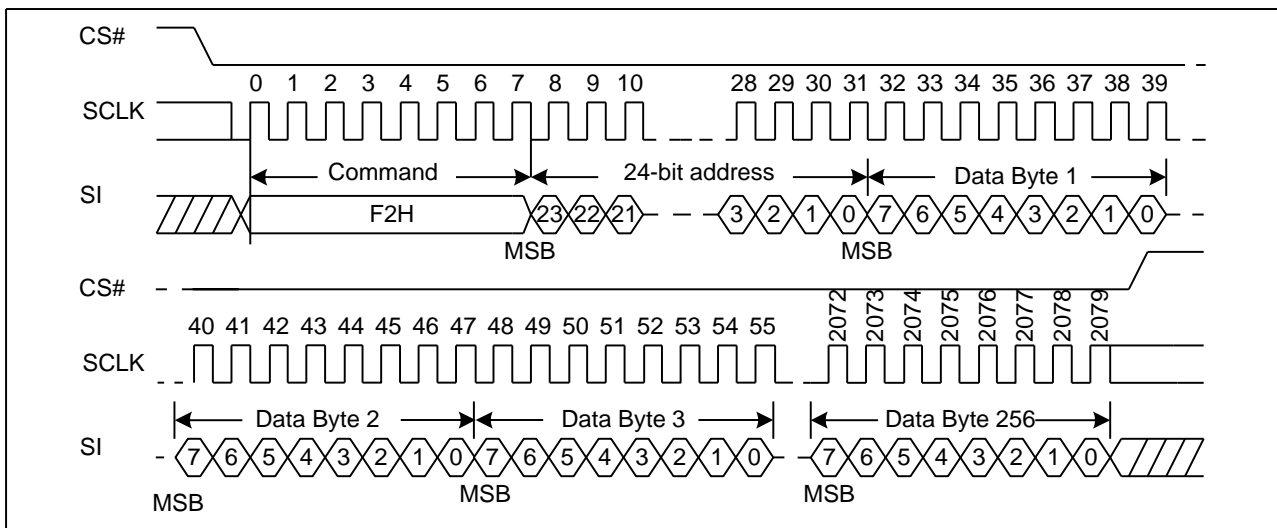 CS#
0 1 2 3 4 5 6 7 8 9 10 28 29 30 31 32 33 34 35 36 37 38 39
SCLK
Command 24-bit address Data Byte 1
SI
F2H 23 22 21 3 2 1 0 7 6 5 4 3 2 1 0
MSB MSB
CS#
40 41 42 43 44 45 46 47 48 49 50 51 52 53 54 55 2072 2073 2074 2075 2076 2077 2078 2079
SCLK
Data Byte 2 Data Byte 3 Data Byte 256
SI
7 6 5 4 3 2 1 0 7 6 5 4 3 2 1 0 7 6 5 4 3 2 1 0
MSB MSB MSB